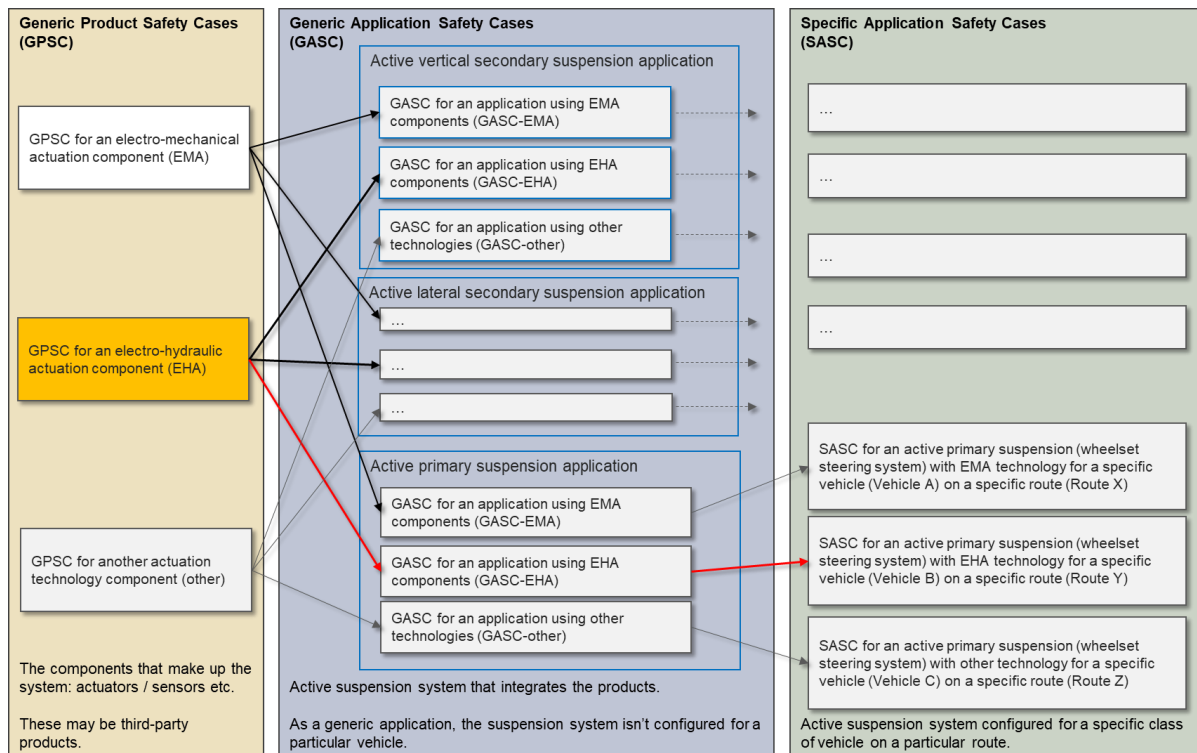 Generic Product Safety Cases
(GPSC)
GPSC for an electro-mechanical
actuation component (EMA)
GPSC for an electro-hydraulic
actuation component (EHA)
GPSC for another actuation
technology component (other)
The components that make up the
system: actuators / sensors etc.
These may be third-party
products.
Generic Application Safety Cases
(GASC)
Active vertical secondary suspension application
GASC for an application using EMA
components (GASC-EMA)
GASC for an application using EHA
components (GASC-EHA)
GASC for an application using other
technologies (GASC-other)
Active lateral secondary suspension application
...
...
...
Active primary suspension application
GASC for an application using EMA
components (GASC-EMA)
GASC for an application using EHA
components (GASC-EHA)
GASC for an application using other
technologies (GASC-other)
Active suspension system that integrates the products.
As a generic application, the suspension system isn't configured for a
particular vehicle.
Specific Application Safety Cases
(SASC)
...
...
...
...
SASC for an active primary suspension (wheelset
steering system) with EMA technology for a specific
vehicle (Vehicle A) on a specific route (Route X)
SASC for an active primary suspension (wheelset
steering system) with EHA technology for a specific
vehicle (Vehicle B) on a specific route (Route Y)
SASC for an active primary suspension (wheelset
steering system) with other technology for a specific
vehicle (Vehicle C) on a specific route (Route Z)
Active suspension system configured for a specific class
of vehicle on a particular route.